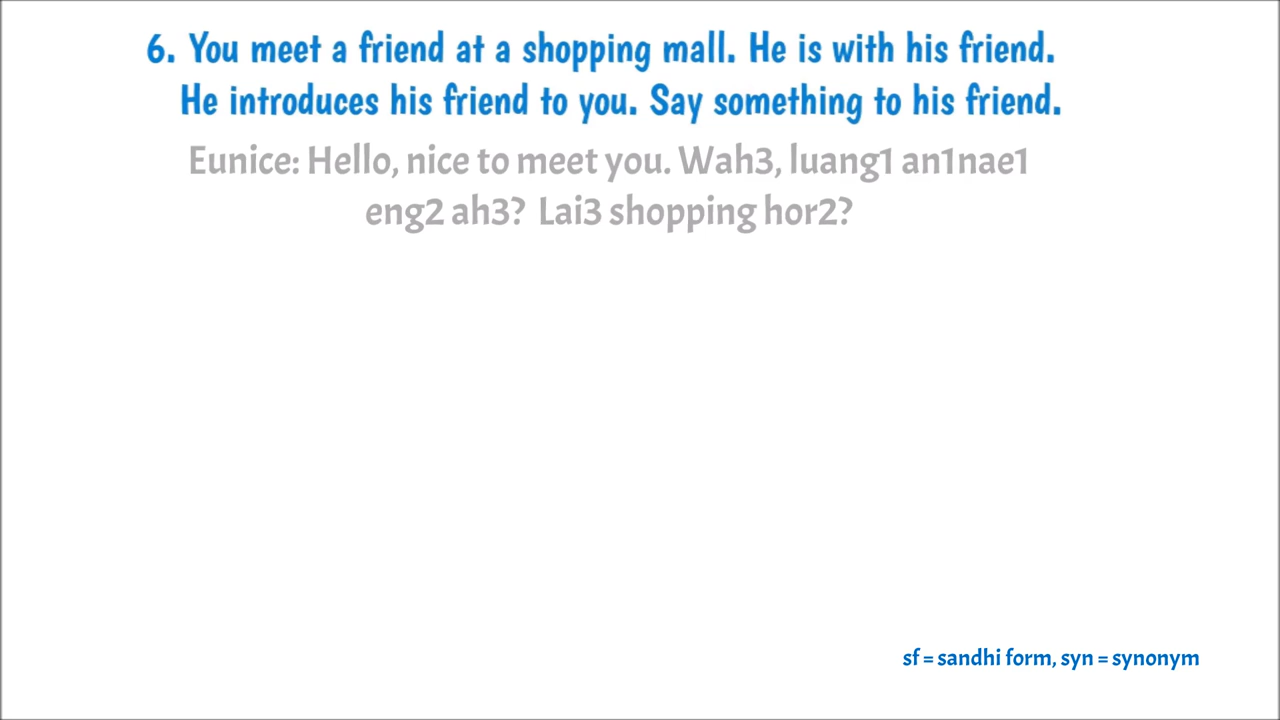 6. You meet a friend at a shopping mall. He is with his friend.
He introduces his friend to you. Say something to his friend.
Eunice: Hello, nice to meet you. Wah3, luang1 an1nae1
eng2 ah3? Lai3 shopping hor2?
sf = sandhi form, syn = synonym